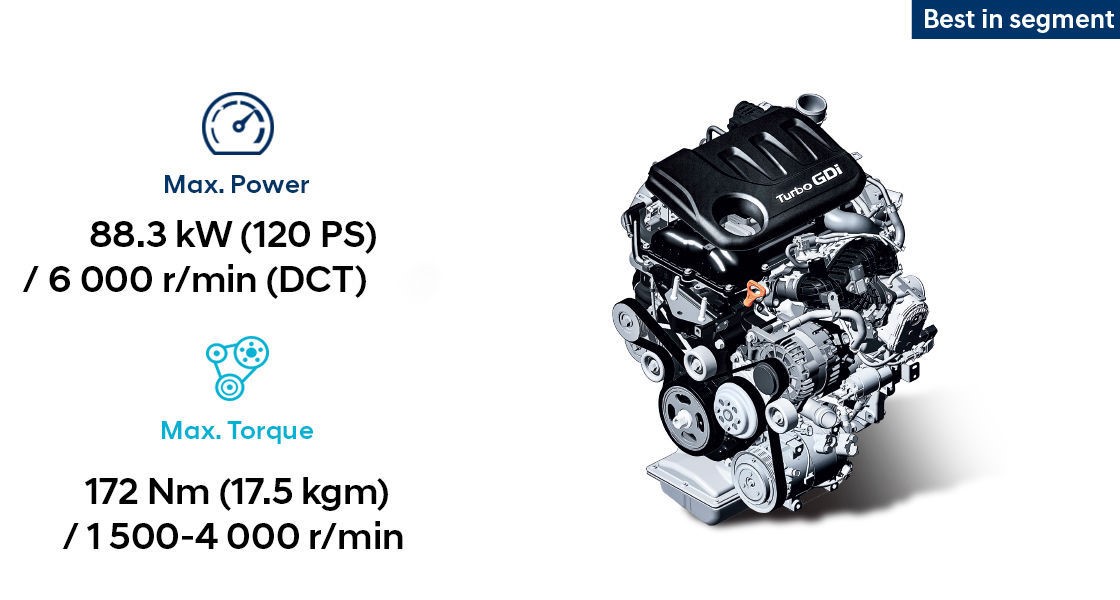 Best in segment
Max. Power
88.3 kW (120 PS)
/ 6 000 r/min (DCT)
Max. Torque
172 Nm (17.5 kgm)
/ 1 500-4 000 r/min
Turbo GDi